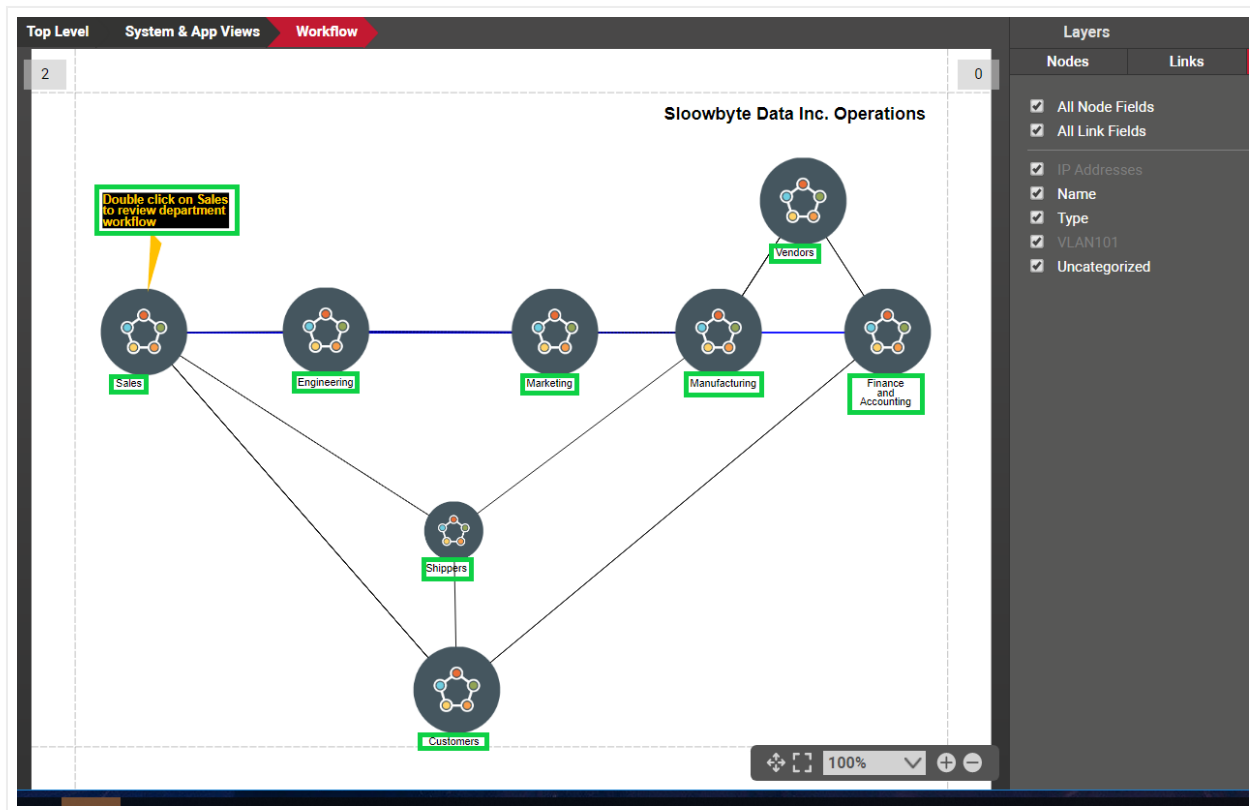 Top Level System & App Views Workflow
Layers
Nodes Links
2
0
Sloowbyte Data Inc. Operations
All Node Fields
All Link Fields
IP Addresses
Name
Type
VLAN101
Uncategorized
Double click on Sales
to review department
workflow
Vendors
Sales
Engineering
Marketing
Manufacturing
Finance
and
Accounting
Shippers
Customers
100%